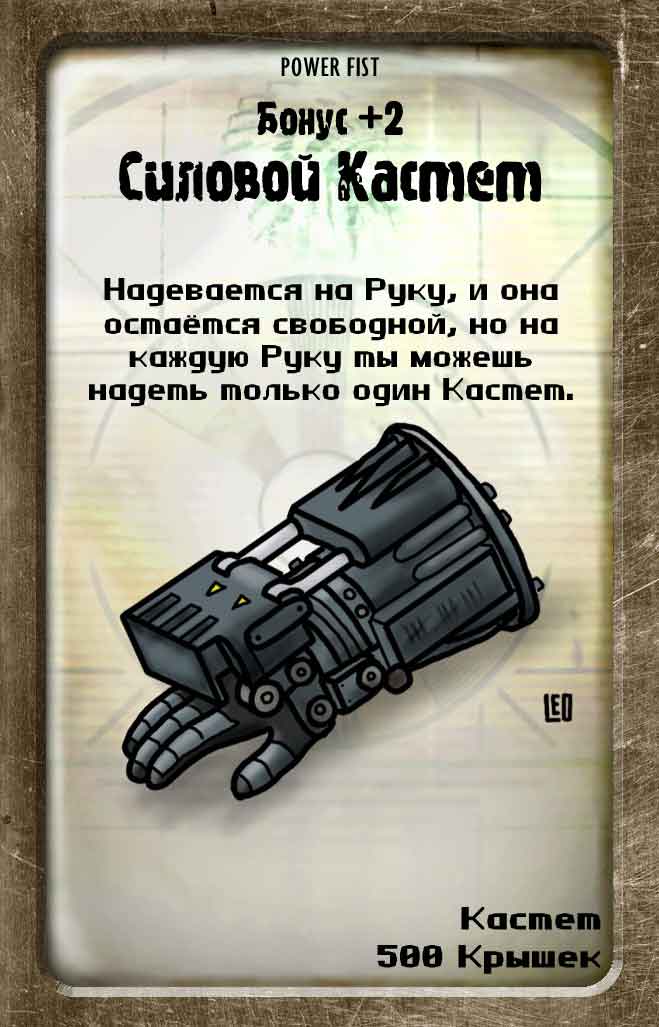 POWER FIST
Бонус +2
Силовой Кастет
Надевается на Руку, и она
остаётся свободной, но на
каждую Руку ты можешь
надеть только один Кастет.
LEO
Кастет
500 Крышек